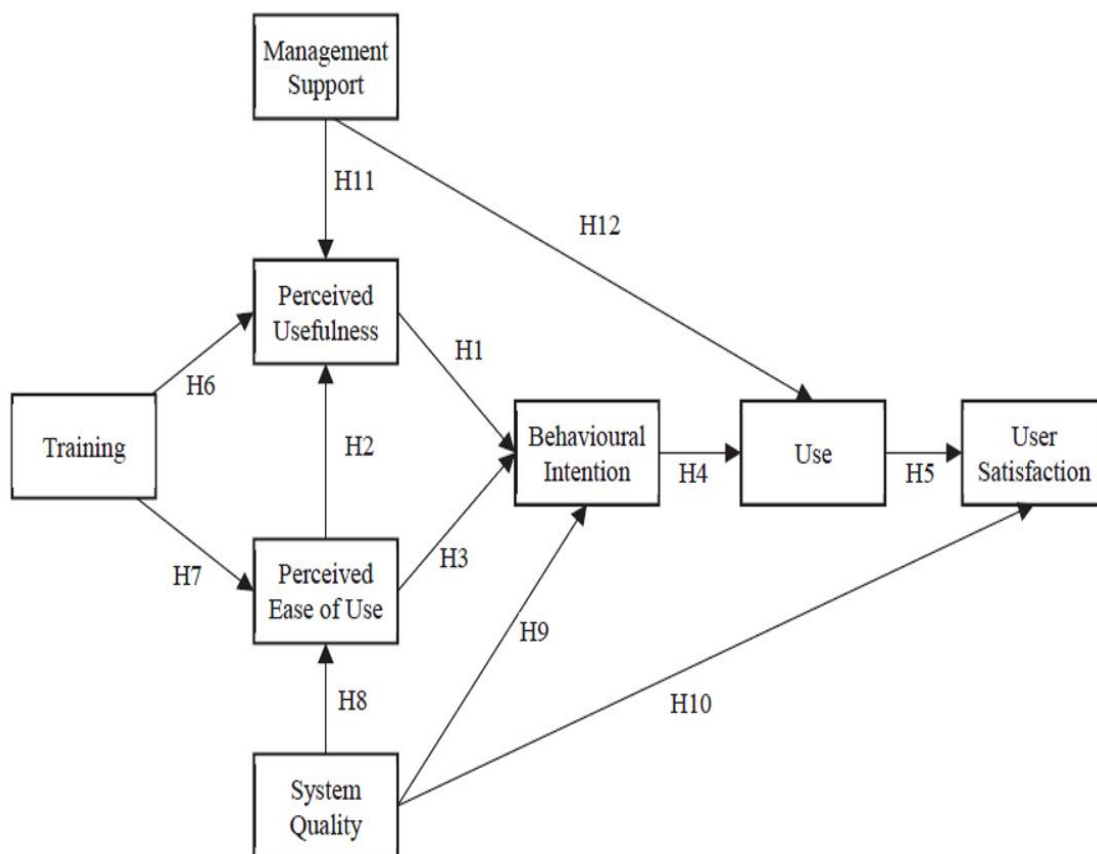 Management
Support
H11
H12
Perceived
Usefulness
H1
H6
Training
H2
Behavioural
Intention
H4
Use
H5
User
Satisfaction
H7
H3
Perceived
Ease of Use
H9
H8
H10
System
Quality